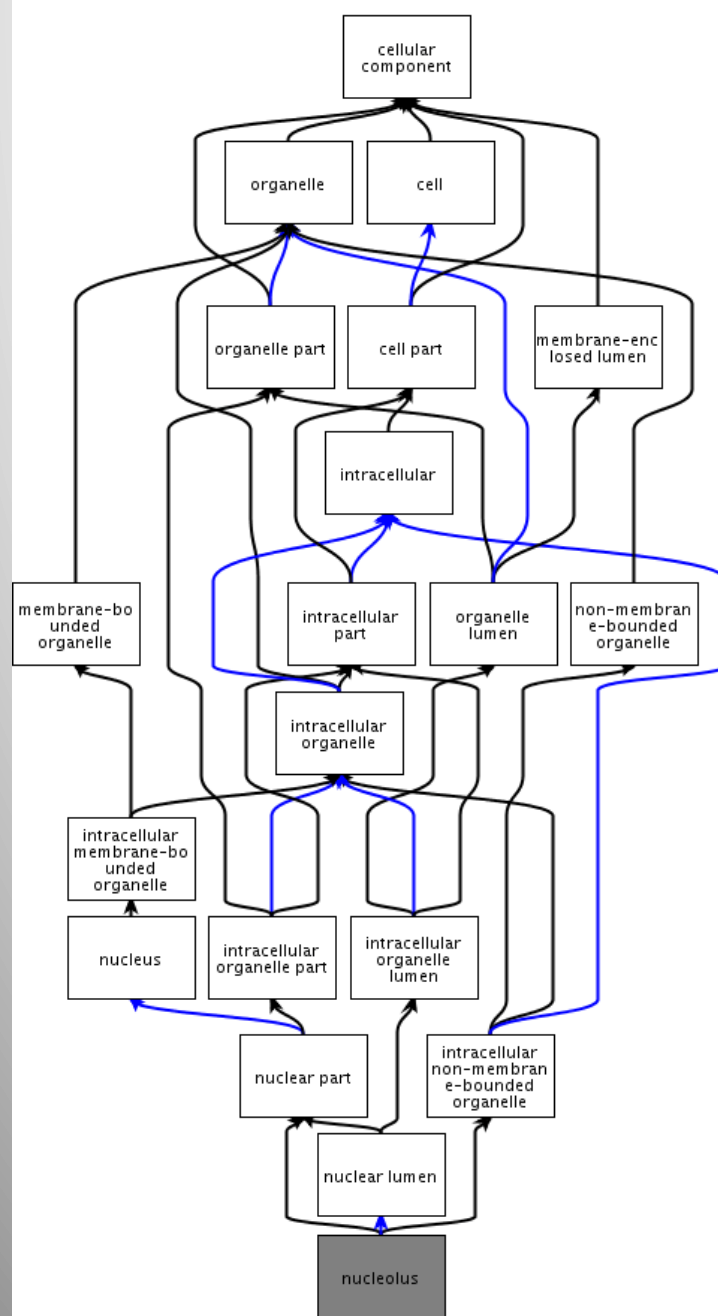 cellular
component
organelle
cell
organelle part
cell part
membrane-enc
losed lumen
intracellular
membrane-bo
unded
organelle
intracellular
part
organelle
lumen
non-membran
e-bounded
organelle
intracellular
organelle
intracellular
membrane-bo
unded
organelle
nucleus
intracellular
organelle part
intracellular
organelle
lumen
nuclear part
intracellular
non-membran
e-bounded
organelle
nuclear lumen
nucleolus